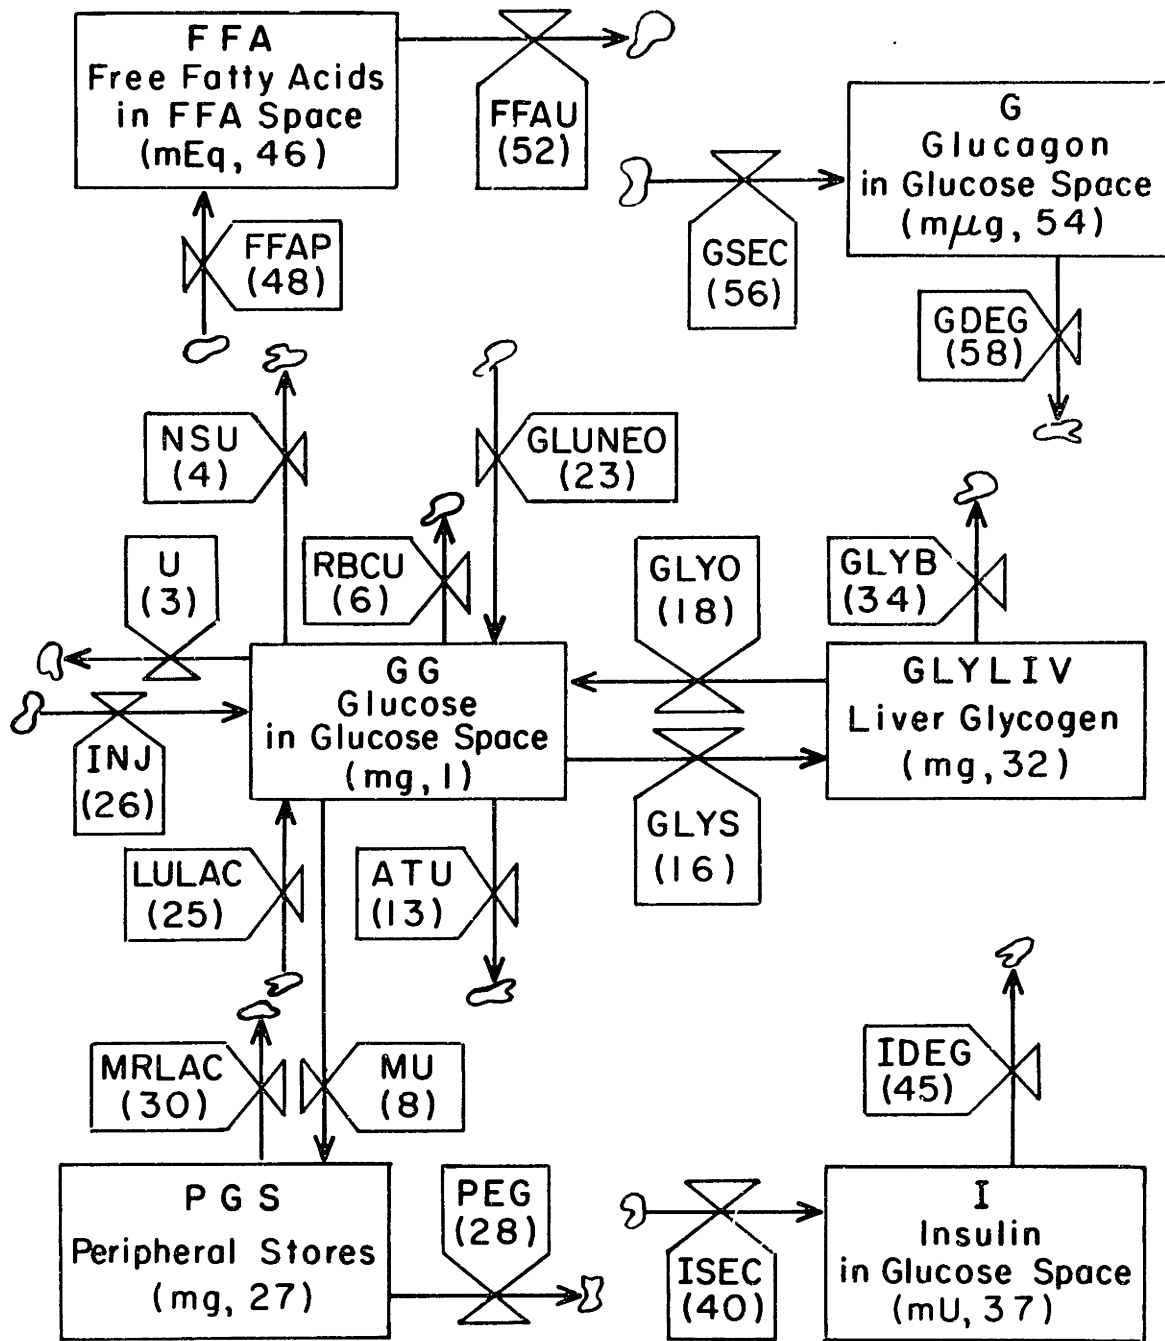 FFA
Free Fatty Acids
in FFA Space
(mEq, 46)
FFAU
(52)
G
Glucagon
in Glucose Space
(mμg, 54)
GSEC
(56)
FFAP
(48)
GDEG
(58)
NSU
(4)
GLUNEO
(23)
U
(3)
RBCU
(6)
GLYO
(18)
GLYB
(34)
GG
Glucose
in Glucose Space
(mg, 1)
GLYLIV
Liver Glycogen
(mg, 32)
INJ
(26)
GLYS
(16)
LULAC
(25)
ATU
(13)
MRLAC
(30)
MU
(8)
IDEG
(45)
PGS
Peripheral Stores
(mg, 27)
PEG
(28)
ISEC
(40)
I
Insulin
in Glucose Space
(mU, 37)